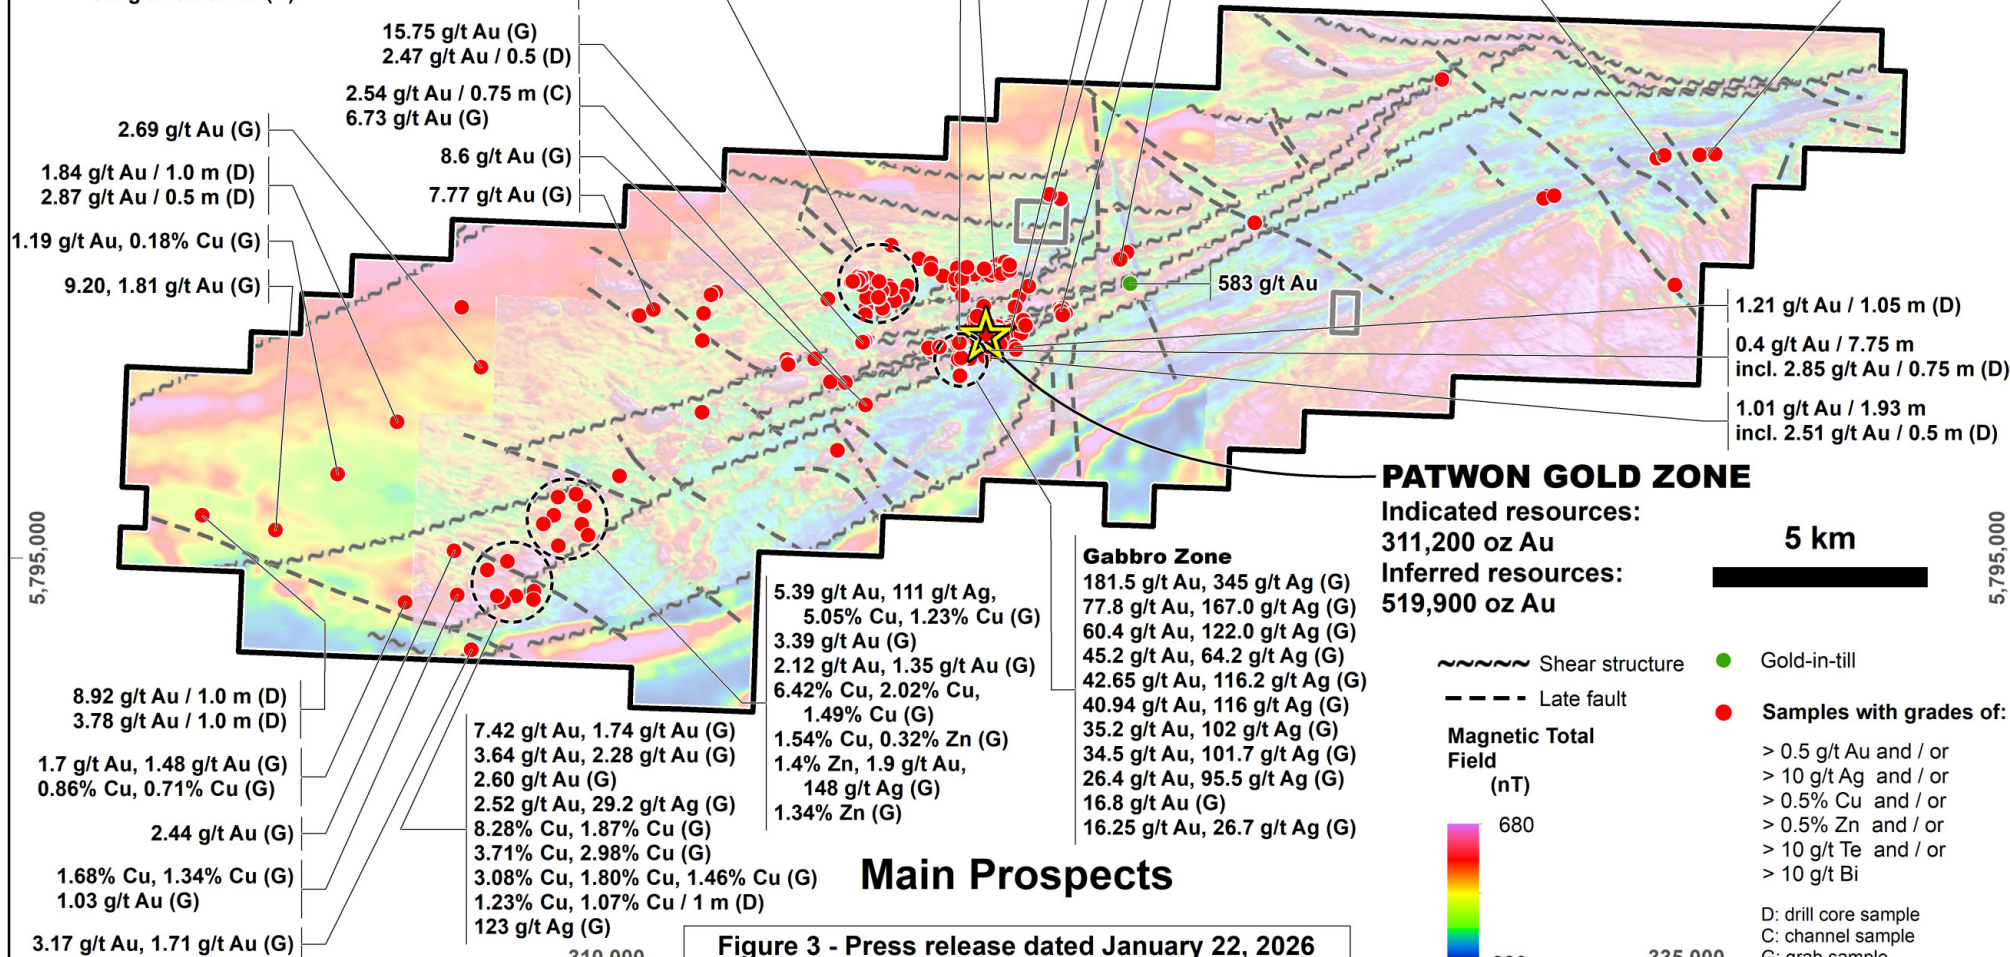 15.75 g/t Au (G)
2.47 g/t Au / 0.5 (D)
2.54 g/t Au / 0.75 m (C)
6.73 g/t Au (G)
2.69 g/t Au (G)
8.6 g/t Au (G)
1.84 g/t Au / 1.0 m (D)
2.87 g/t Au / 0.5 m (D)
7.77 g/t Au (G)
1.19 g/t Au, 0.18% Cu (G)
9.20, 1.81 g/t Au (G)
583 g/t Au
1.21 g/t Au / 1.05 m (D)
0.4 g/t Au / 7.75 m
incl. 2.85 g/t Au / 0.75 m (D)
1.01 g/t Au / 1.93 m
incl. 2.51 g/t Au / 0.5 m (D)
PATWON GOLD ZONE
Indicated resources:
311,200 oz Au
Inferred resources:
519,900 oz Au
5 km
5,795,000
5,795,000
Gabbro Zone
181.5 g/t Au, 345 g/t Ag (G)
77.8 g/t Au, 167.0 g/t Ag (G)
60.4 g/t Au, 122.0 g/t Ag (G)
45.2 g/t Au, 64.2 g/t Ag (G)
42.65 g/t Au, 116.2 g/t Ag (G)
40.94 g/t Au, 116 g/t Ag (G)
35.2 g/t Au, 102 g/t Ag (G)
34.5 g/t Au, 101.7 g/t Ag (G)
26.4 g/t Au, 95.5 g/t Ag (G)
16.8 g/t Au (G)
16.25 g/t Au, 26.7 g/t Ag (G)
5.39 g/t Au, 111 g/t Ag,
5.05% Cu, 1.23% Cu (G)
3.39 g/t Au (G)
2.12 g/t Au, 1.35 g/t Au (G)
6.42% Cu, 2.02% Cu,
1.49% Cu (G)
1.54% Cu, 0.32% Zn (G)
1.4% Zn, 1.9 g/t Au,
148 g/t Ag (G)
1.34% Zn (G)
8.92 g/t Au / 1.0 m (D)
3.78 g/t Au / 1.0 m (D)
1.7 g/t Au, 1.48 g/t Au (G)
0.86% Cu, 0.71% Cu (G)
2.44 g/t Au (G)
1.68% Cu, 1.34% Cu (G)
1.03 g/t Au (G)
3.17 g/t Au, 1.71 g/t Au (G)
7.42 g/t Au, 1.74 g/t Au (G)
3.64 g/t Au, 2.28 g/t Au (G)
2.60 g/t Au (G)
2.52 g/t Au, 29.2 g/t Ag (G)
8.28% Cu, 1.87% Cu (G)
3.71% Cu, 2.98% Cu (G)
3.08% Cu, 1.80% Cu, 1.46% Cu (G)
1.23% Cu, 1.07% Cu / 1 m (D)
123 g/t Ag (G)
Main Prospects
Figure 3 - Press release dated January 22, 2026
Shear structure
Late fault
Magnetic Total
Field
(nT)
680
Gold-in-till
Samples with grades of:
> 0.5 g/t Au and / or
> 10 g/t Ag and / or
> 0.5% Cu and / or
> 0.5% Zn and / or
> 10 g/t Te and / or
> 10 g/t Bi
D: drill core sample
C: channel sample
G: grab sample